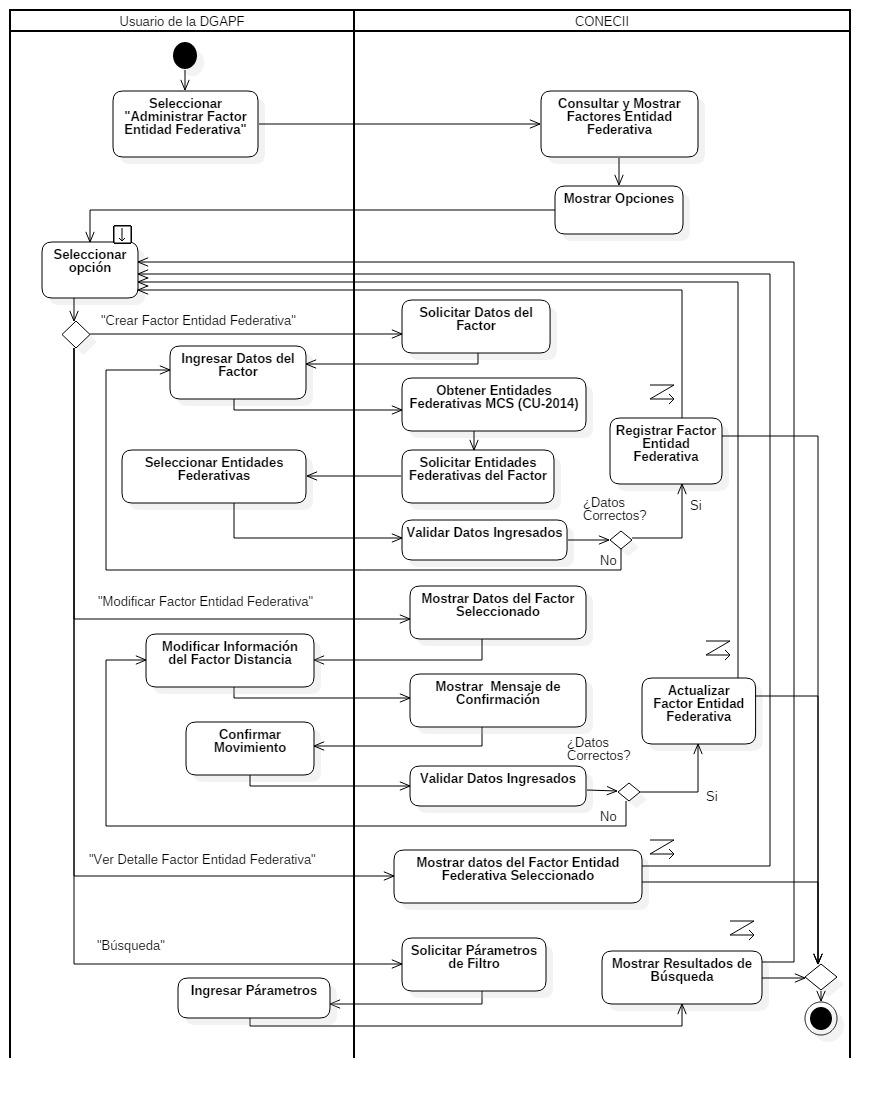 Usuario de la DGAPF
CONECII
Seleccionar
"Administrar Factor
Entidad Federativa"
Consultar y Mostrar
Factores Entidad
Federativa
Mostrar Opciones
Seleccionar
opción
"Crear Factor Entidad Federativa"
Solicitar Datos del
Factor
Ingresar Datos del
Factor
Obtener Entidades
Federativas MCS (CU-2014)
Registrar Factor
Entidad
Federativa
Seleccionar Entidades
Federativas
Solicitar Entidades
Federativas del Factor
¿Datos
Correctos?
Si
Validar Datos Ingresados
No
"Modificar Factor Entidad Federativa"
Mostrar Datos del Factor
Seleccionado
Modificar Información
del Factor Distancia
Mostrar  Mensaje de
Confirmación
Actualizar
Factor Entidad
Federativa
Confirmar
Movimiento
¿Datos
Correctos?
Validar Datos Ingresados
Si
No
"Ver Detalle Factor Entidad Federativa"
Mostrar datos del Factor Entidad
Federativa Seleccionado
"Búsqueda"
Solicitar Párametros
de Filtro
Mostrar Resultados de
Búsqueda
Ingresar Párametros